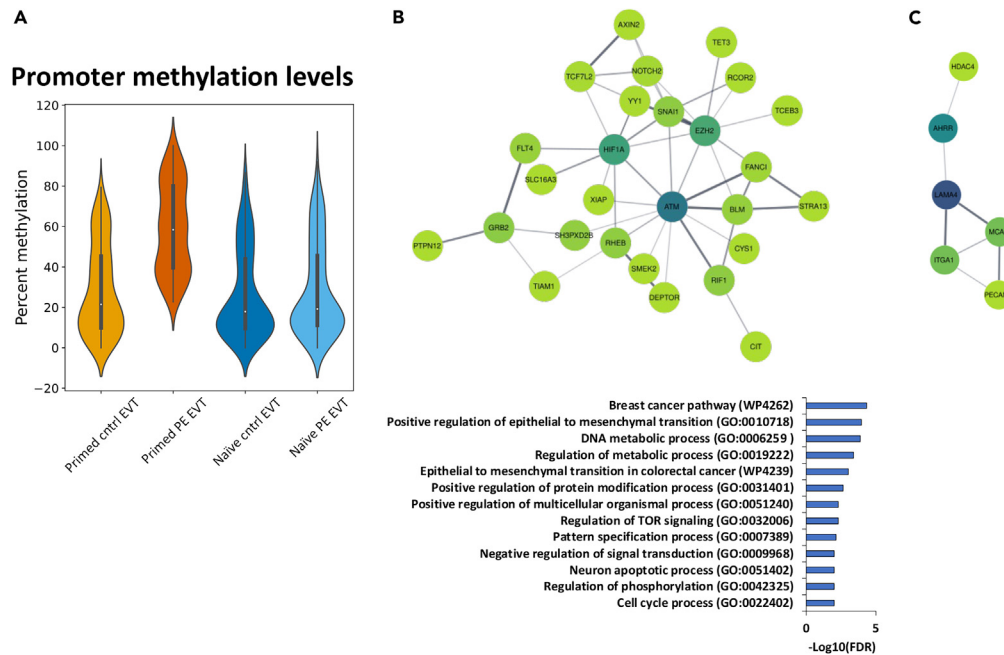 A
B
C
Promoter methylation levels
120
100
80
60
40
20
0
−20
Percent methylation
Primed cntrl EVT
Primed PE EVT
Naïve cntrl EVT
Naïve PE EVT
AXIN2
TET3
TCF7L2
NOTCH2
RCOR2
YY1
SNAI1
TCEB3
EZH2
FLT4
HIF1A
FANCI
SLC16A3
XIAP
ATM
BLM
STRA13
GRB2
PTPN12
SH3PXD2B
RHEB
CYS1
SMEK2
RIF1
TIAM1
DEPTOR
CIT
HDAC4
AHRR
LAMA4
MCA
ITGA1
PECA
Breast cancer pathway (WP4262)
Positive regulation of epithelial to mesenchymal transition (GO:0010718)
DNA metabolic process (GO:0006259 )
Regulation of metabolic process (GO:0019222)
Epithelial to mesenchymal transition in colorectal cancer (WP4239)
Positive regulation of protein modification process (GO:0031401)
Positive regulation of multicellular organismal process (GO:0051240)
Regulation of TOR signaling (GO:0032006)
Pattern specification process (GO:0007389)
Negative regulation of signal transduction (GO:0009968)
Neuron apoptotic process (GO:0051402)
Regulation of phosphorylation (GO:0042325)
Cell cycle process (GO:0022402)
0
5
-Log10(FDR)